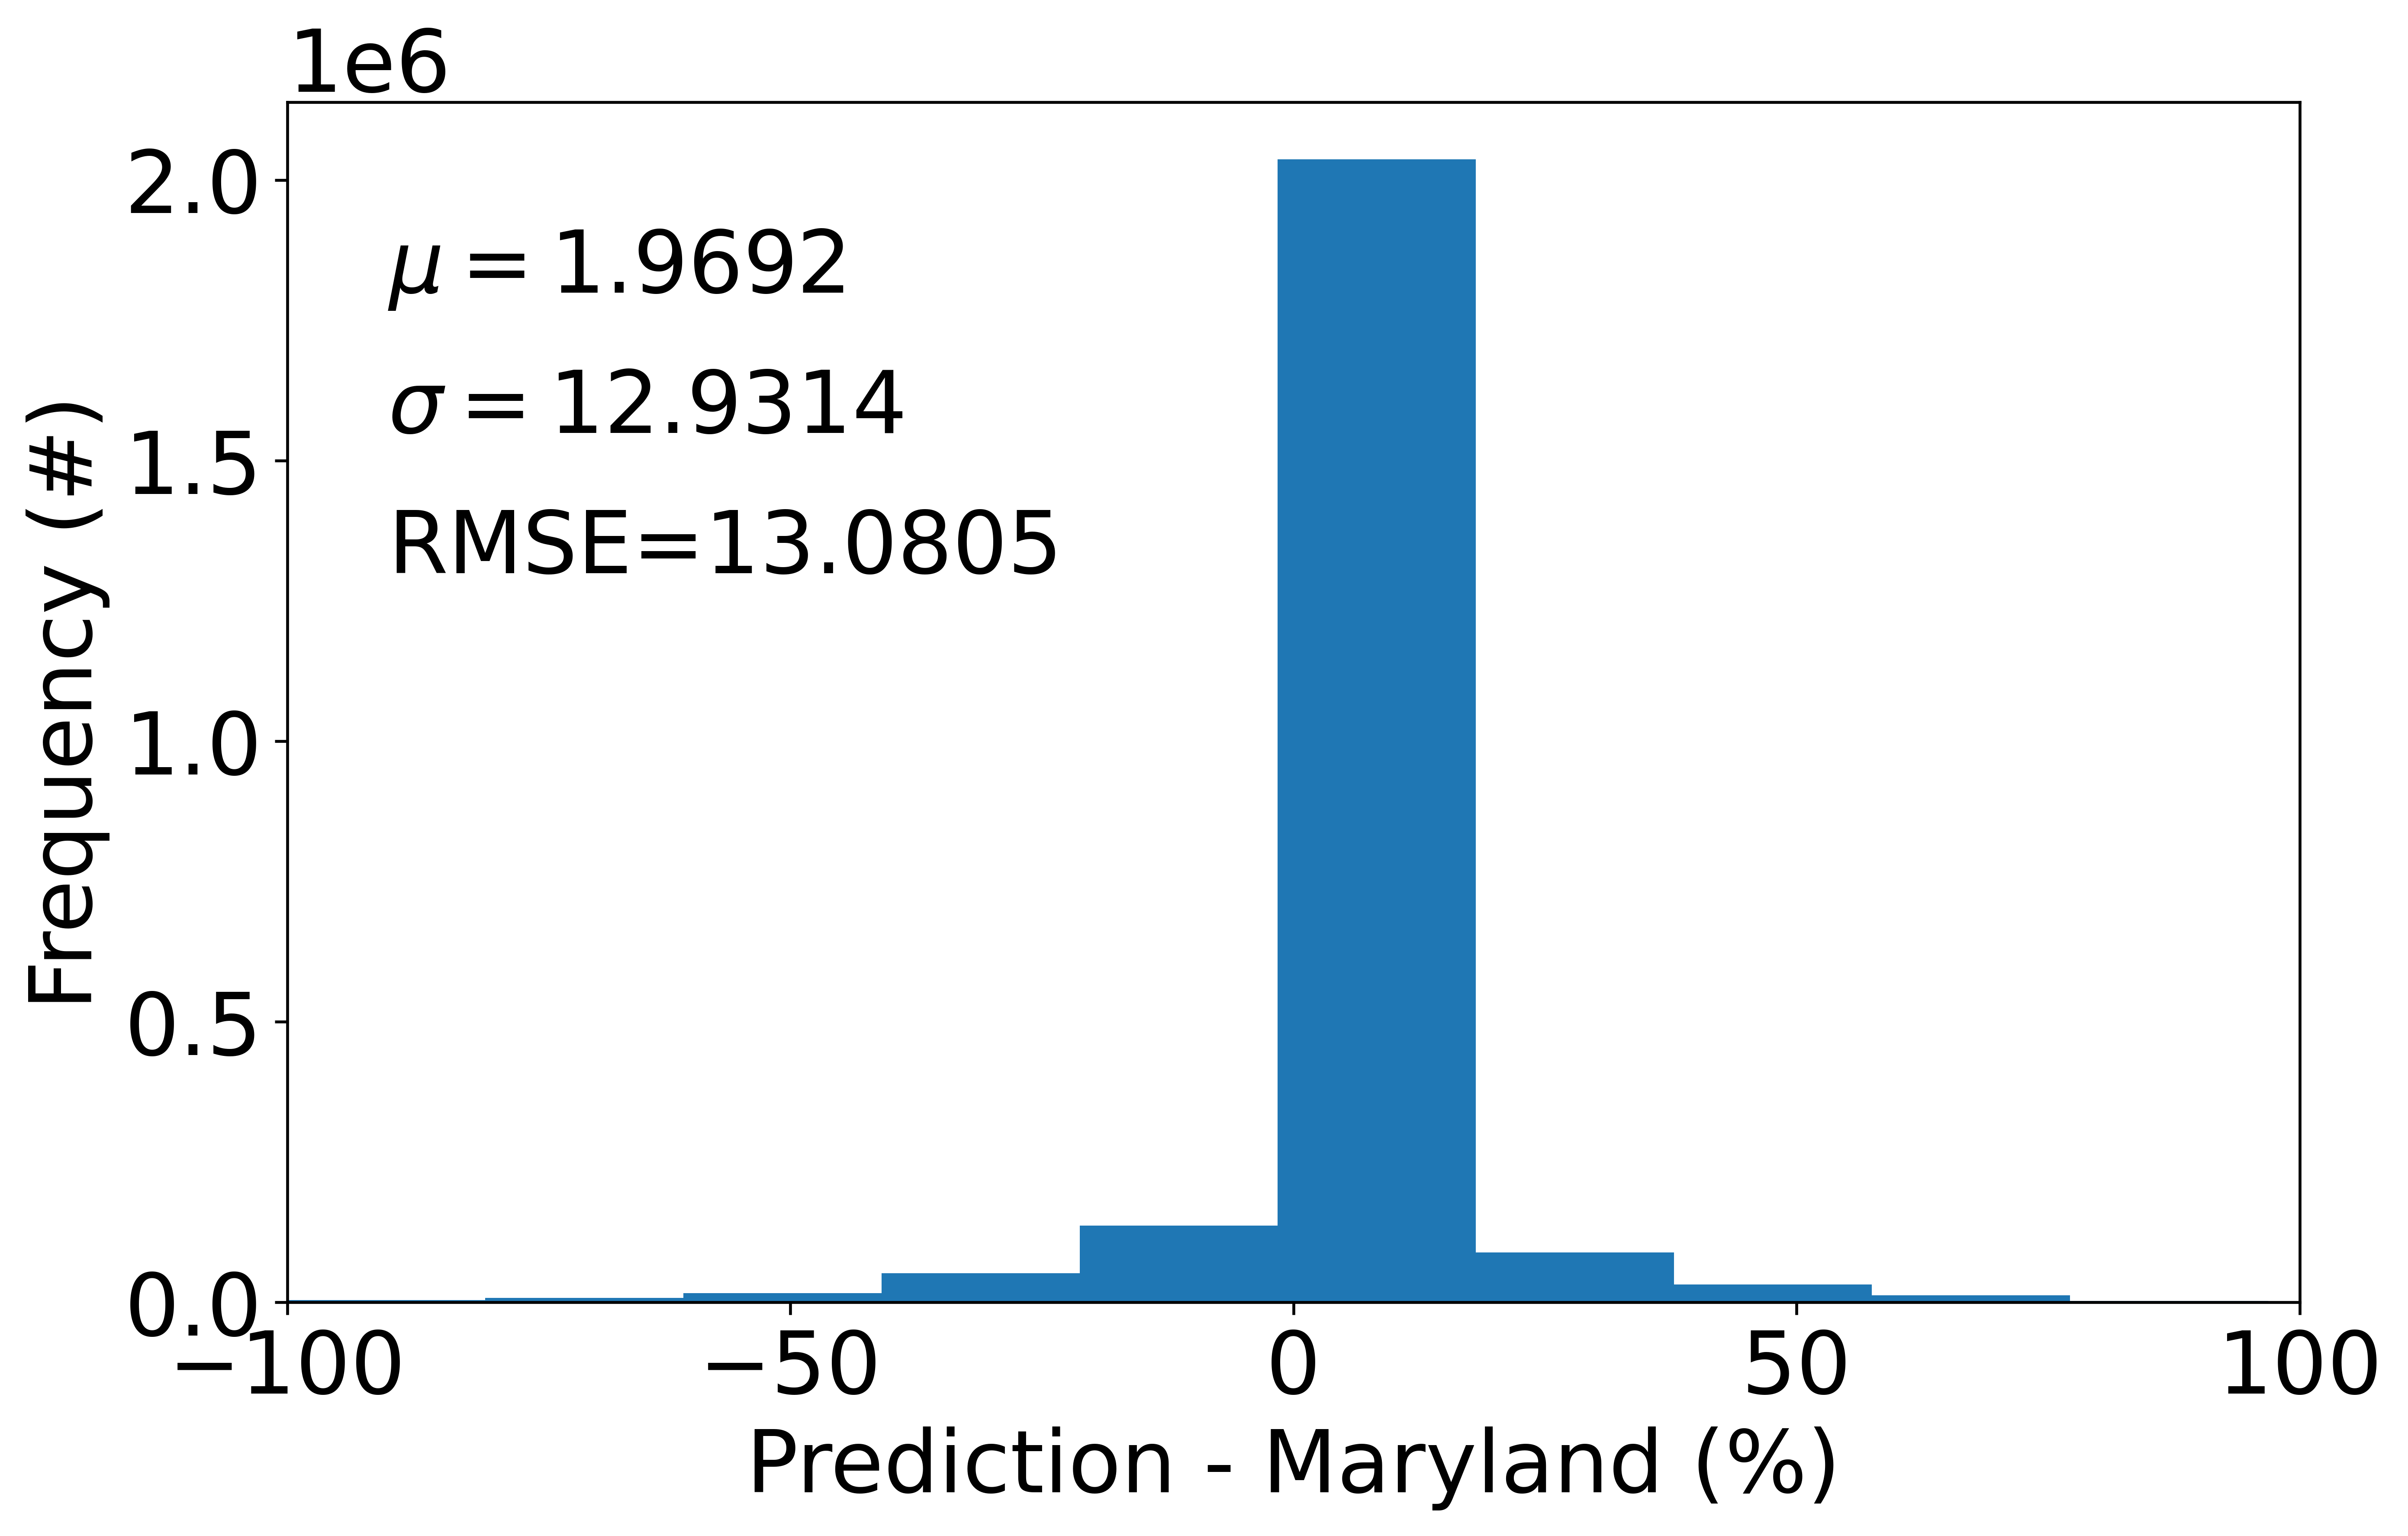 1e6
2.0
1.5
1.0
0.5
0.0
Frequency (#)
μ = 1.9692
σ = 12.9314
RMSE=13.0805
−100 −50 0 50 100
Prediction - Maryland (%)